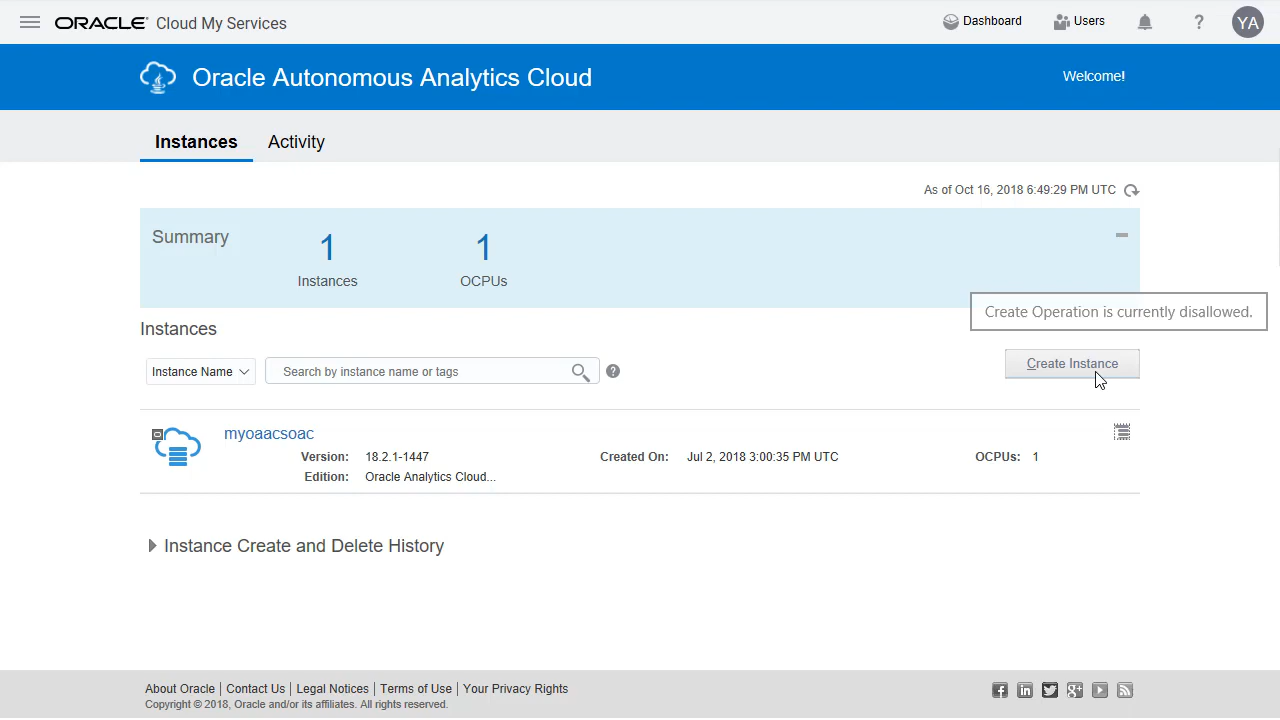 ORACLE Cloud My Services Dashboard Users ? YA
Oracle Autonomous Analytics Cloud Welcome!
Instances Activity
As of Oct 16, 2018 6:49:29 PM UTC
Summary 1 1
Instances OCPUs
Create Operation is currently disallowed.
Instances
Instance Name Search by instance name or tags ? Create Instance
myoaacsoac
Version: 18.2.1-1447 Created On: Jul 2, 2018 3:00:35 PM UTC OCPUs: 1
Edition: Oracle Analytics Cloud...
Instance Create and Delete History
About Oracle | Contact Us | Legal Notices | Terms of Use | Your Privacy Rights
Copyright © 2018, Oracle and/or its affiliates. All rights reserved.